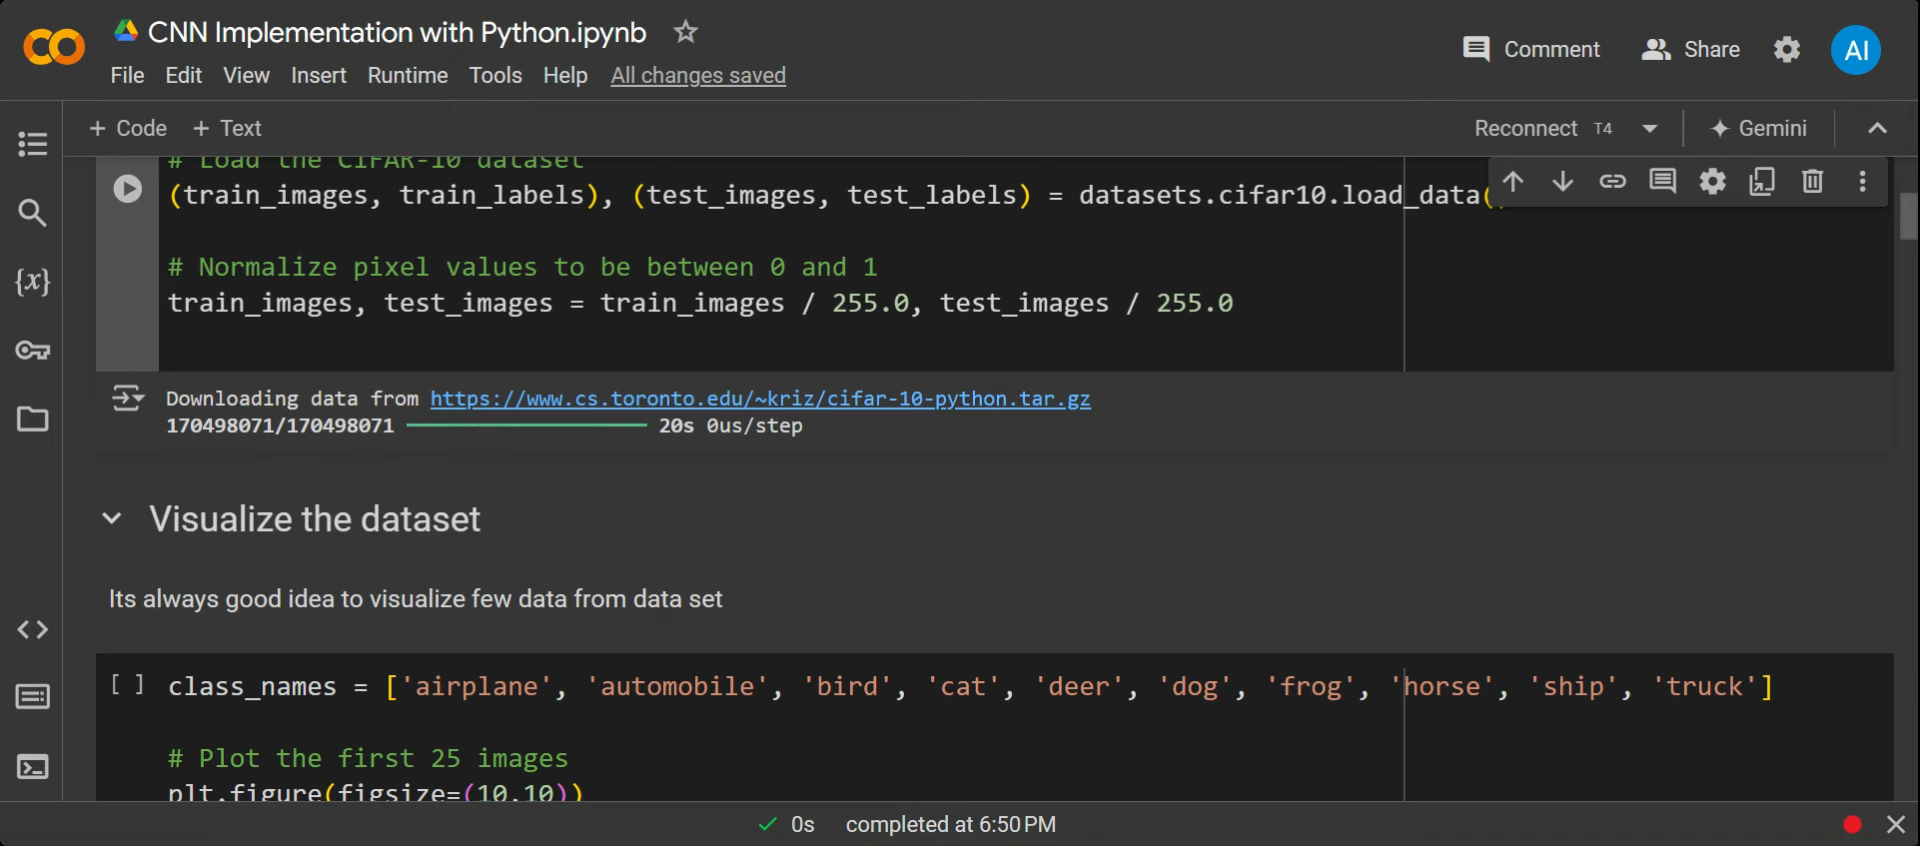 CNN Implementation with Python.ipynb
File Edit View Insert Runtime Tools Help All changes saved
Comment Share AI
+ Code + Text
Reconnect T4 Gemini
# Load the CIFAR-10 dataset
(train_images, train_labels), (test_images, test_labels) = datasets.cifar10.load_data(
# Normalize pixel values to be between 0 and 1
train_images, test_images = train_images / 255.0, test_images / 255.0
Downloading data from https://www.cs.toronto.edu/~kriz/cifar-10-python.tar.gz
170498071/170498071 20s 0us/step
Visualize the dataset
Its always good idea to visualize few data from data set
[ ] class_names = ['airplane', 'automobile', 'bird', 'cat', 'deer', 'dog', 'frog', 'horse', 'ship', 'truck']
# Plot the first 25 images
plt.figure(figsize=(10,10))
0s completed at 6:50 PM